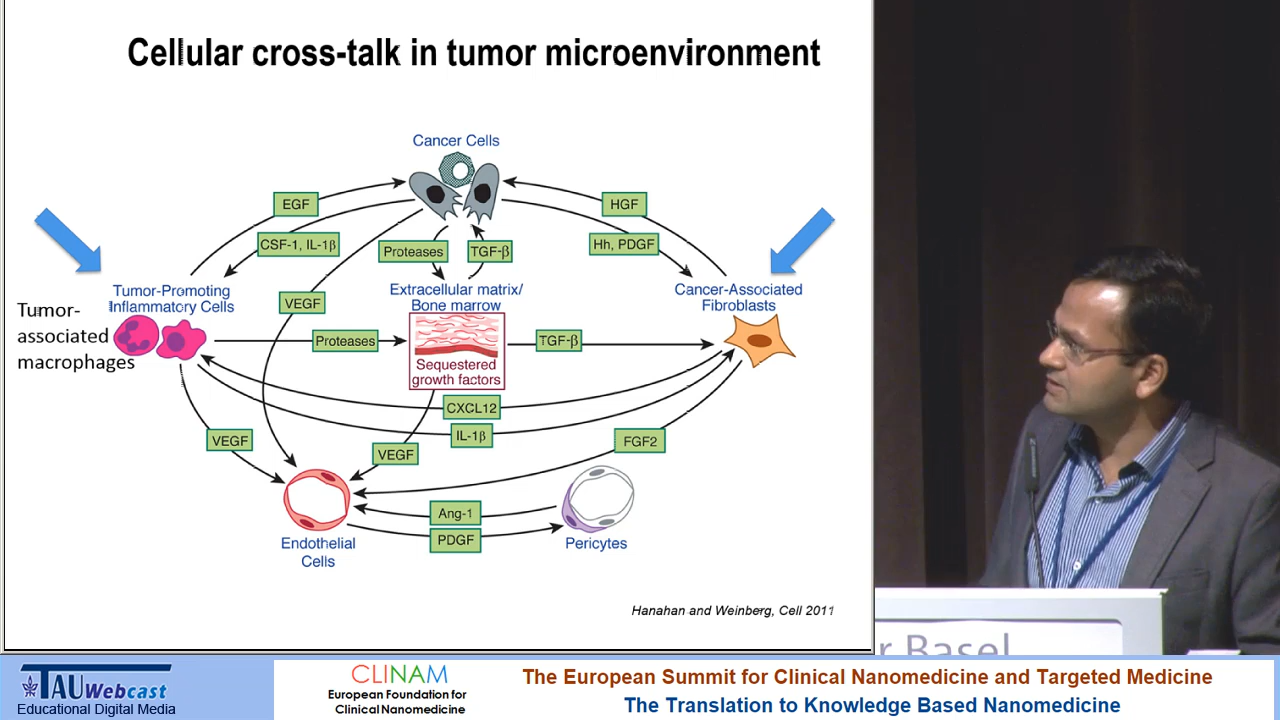 Cellular cross-talk in tumor microenvironment
Cancer Cells
EGF
HGF
CSF-1, IL-1β
Proteases
TGF-β
Hh, PDGF
Tumor-Promoting
Inflammatory Cells
Extracellular matrix/
Bone marrow
Cancer-Associated
Fibroblasts
VEGF
Tumor-
associated
macrophages
Proteases
TGF-β
Sequestered
growth factors
CXCL12
IL-1β
VEGF
VEGF
FGF2
Ang-1
PDGF
Endothelial
Cells
Pericytes
Hanahan and Weinberg, Cell 2011
r Basel
TAU Webcast
Educational Digital Media
CLINAM
European Foundation for
Clinical Nanomedicine
The European Summit for Clinical Nanomedicine and Targeted Medicine
The Translation to Knowledge Based Nanomedicine